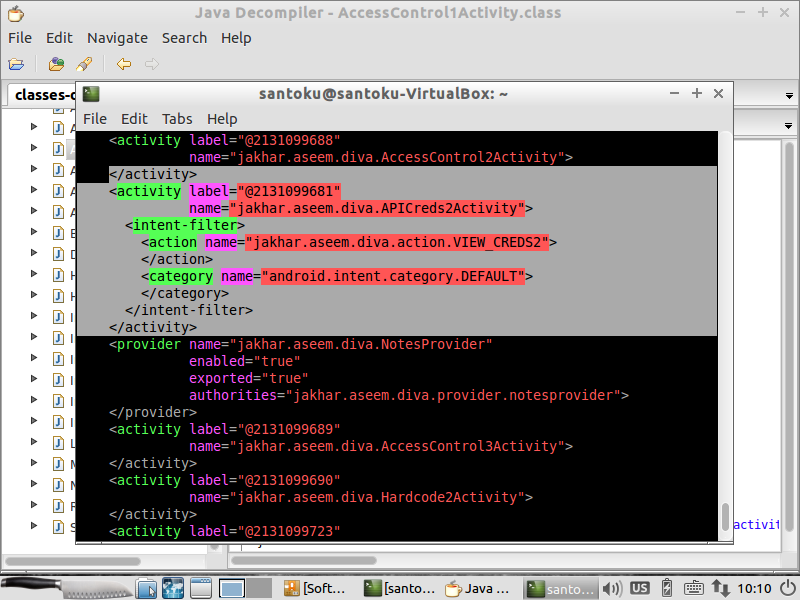 Java Decompiler - AccessControl1Activity.class
File Edit Navigate Search Help
classes-
santoku@santoku-VirtualBox: ~
File Edit Tabs Help
<activity label="@2131099688"
name="jakhar.aseem.diva.AccessControl2Activity">
</activity>
<activity label="@2131099681"
name="jakhar.aseem.diva.APICreds2Activity">
<intent-filter>
<action name="jakhar.aseem.diva.action.VIEW_CREDS2">
</action>
<category name="android.intent.category.DEFAULT">
</category>
</intent-filter>
</activity>
<provider name="jakhar.aseem.diva.NotesProvider"
enabled="true"
exported="true"
authorities="jakhar.aseem.diva.provider.notesprovider">
</provider>
<activity label="@2131099689"
name="jakhar.aseem.diva.AccessControl3Activity">
</activity>
<activity label="@2131099690"
name="jakhar.aseem.diva.Hardcode2Activity">
</activity>
<activity label="@2131099723"
activit
[Soft... [santo... Java ... santo... US 10:10